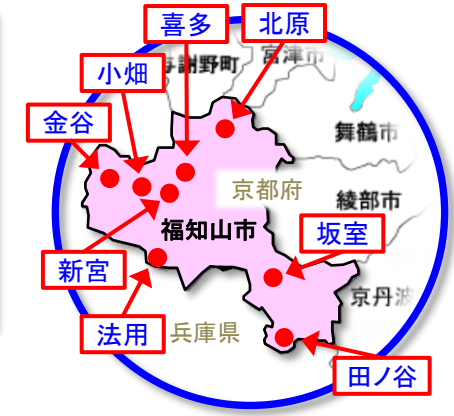 喜多
北原
小畑
与謝野町
宮津市
金谷
舞鶴市
京都府
綾部市
福知山市
坂室
新宮
京丹波
法用
兵庫県
田ノ谷